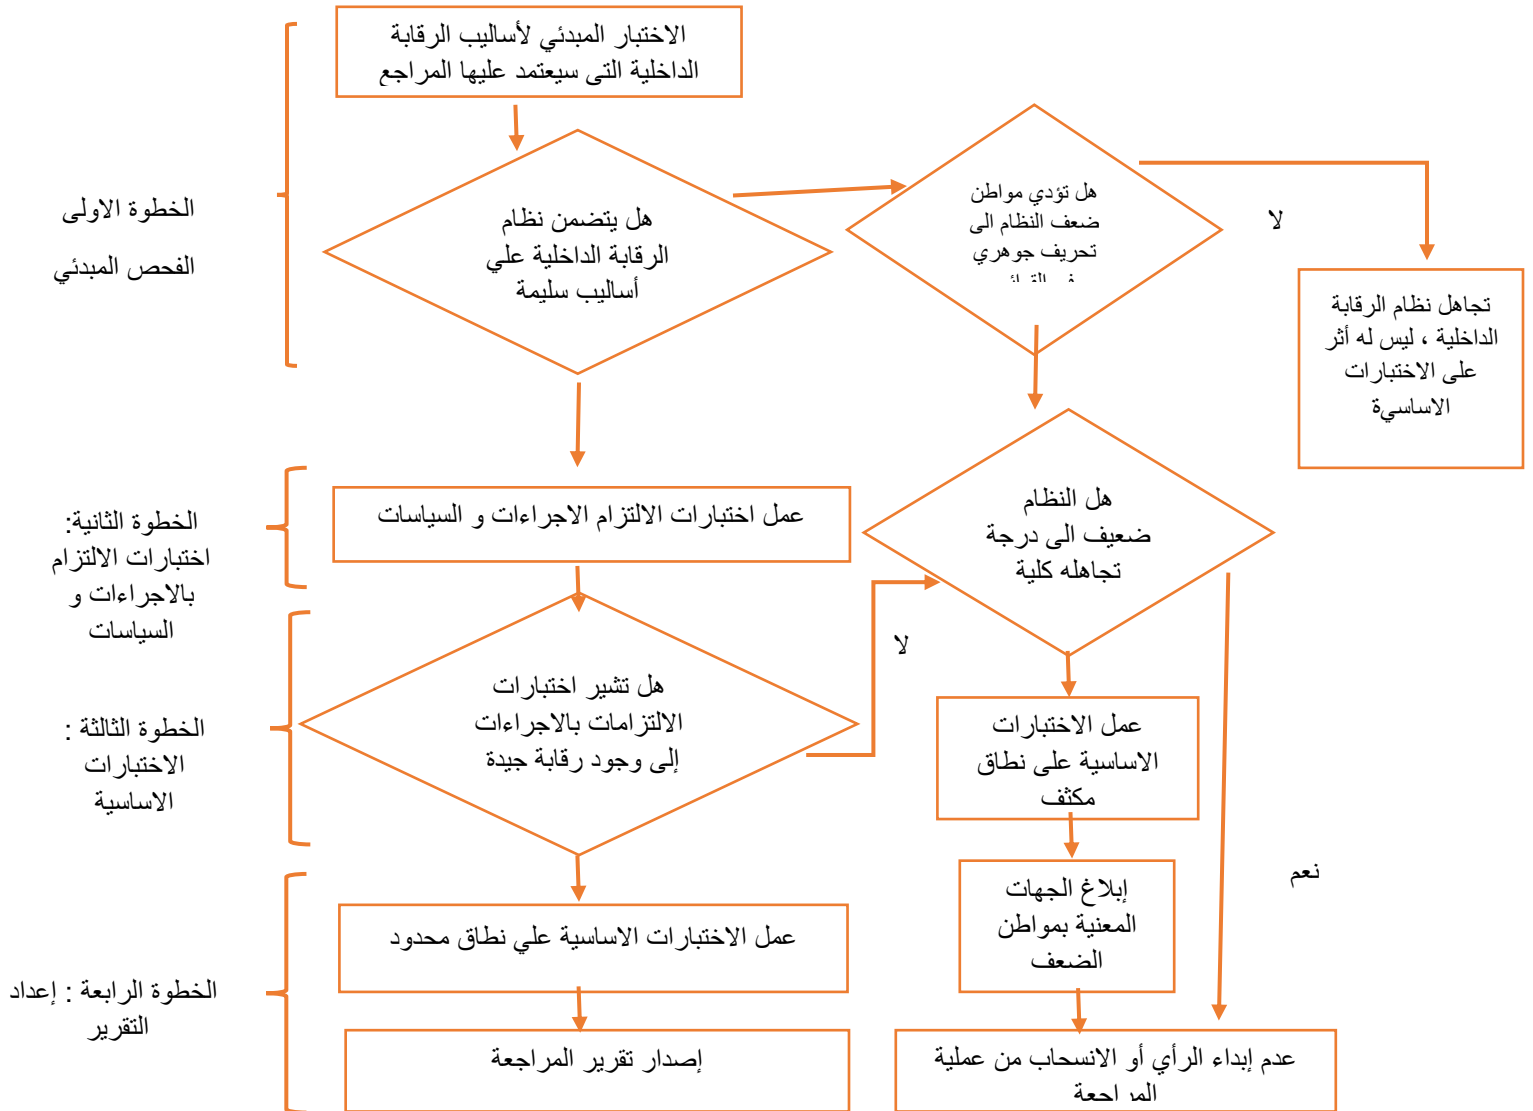 الاختبار المبدئي لأساليب الرقابة
الداخلية التى سيعتمد عليها المراجع
الخطوة الاولى
الفحص المبدئي
هل يتضمن نظام
الرقابة الداخلية علي
أساليب سليمة
هل تؤدي مواطن
ضعف النظام الى
تحريف جوهري
في
لا
تجاهل نظام الرقابة
الداخلية ، ليس له أثر
على الاختبارات
الاساسيةة
الخطوة الثانية:
اختبارات الالتزام
بالاجراءات و
السياسات
عمل اختبارات الالتزام الاجراءات و السياسات
هل النظام
ضعيف الى درجة
تجاهله كلية
لا
الخطوة الثالثة :
الاختبارات
الاساسية
هل تشير اختبارات
الالتزامات بالاجراءات
إلى وجود رقابة جيدة
عمل الاختبارات
الاساسية على نطاق
مكثف
نعم
إبلاغ الجهات
المعنية بمواطن
الضعف
الخطوة الرابعة : إعداد
التقرير
عمل الاختبارات الاساسية علي نطاق محدود
إصدار تقرير المراجعة
عدم إبداء الرأي أو الانسحاب من عملية
المراجعة